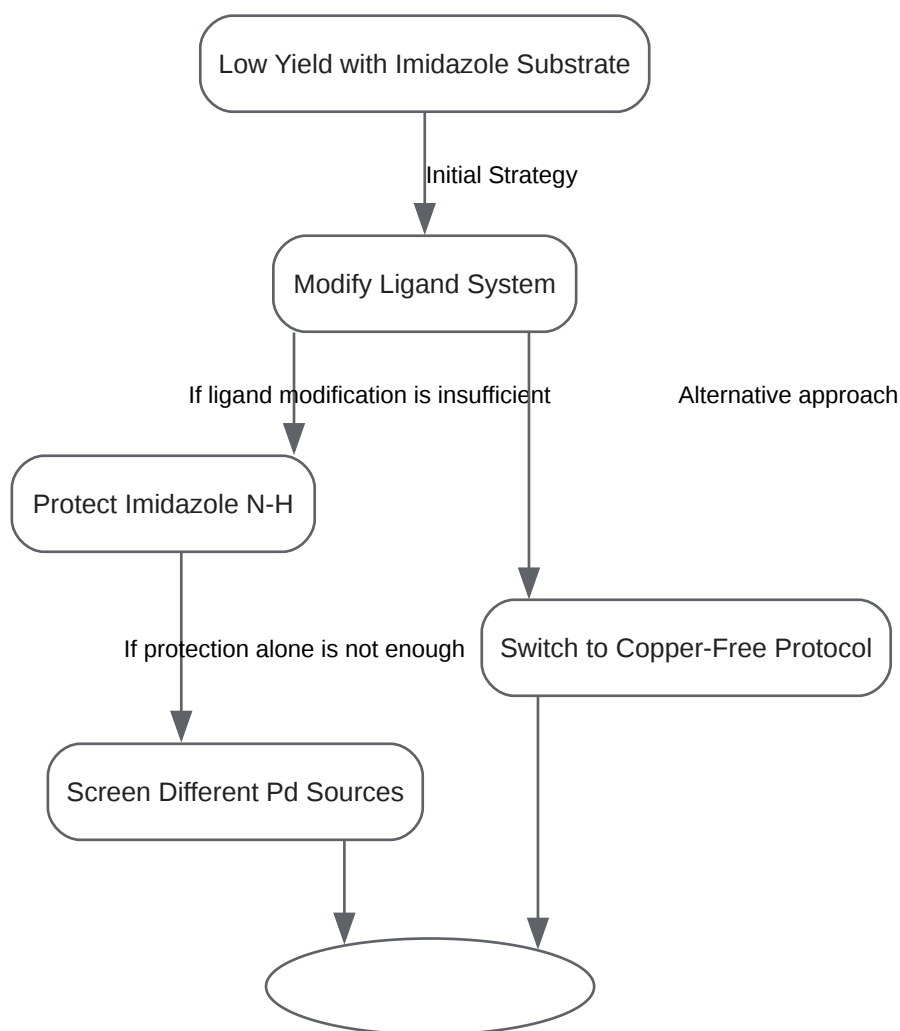 Low Yield with Imidazole Substrate
Initial Strategy
Modify Ligand System
If ligand modification is insufficient
Alternative approach
Protect Imidazole N-H
If protection alone is not enough
Switch to Copper-Free Protocol
Screen Different Pd Sources